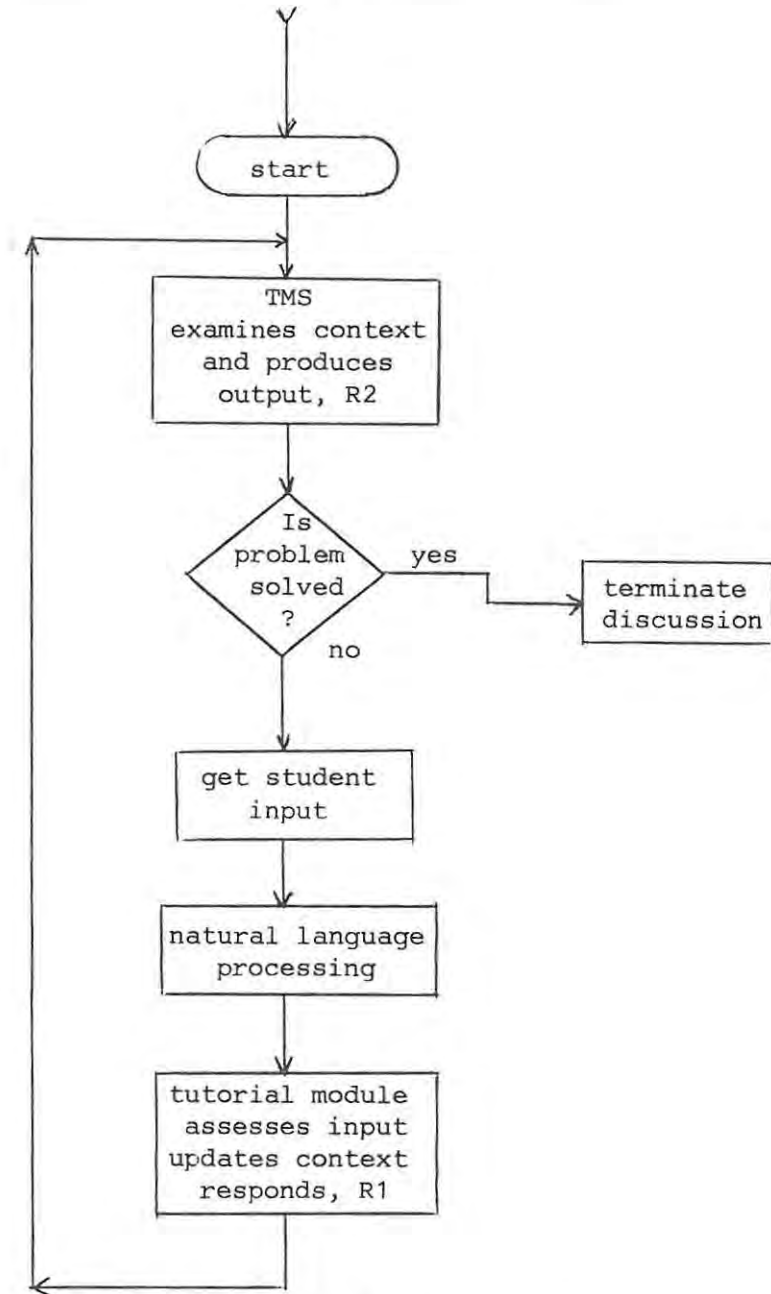 start
TMS
examines context
and produces
output, R2
Is
problem
solved
?
yes
terminate
discussion
no
get student
input
natural language
processing
tutorial module
assesses input
updates context
responds, R1